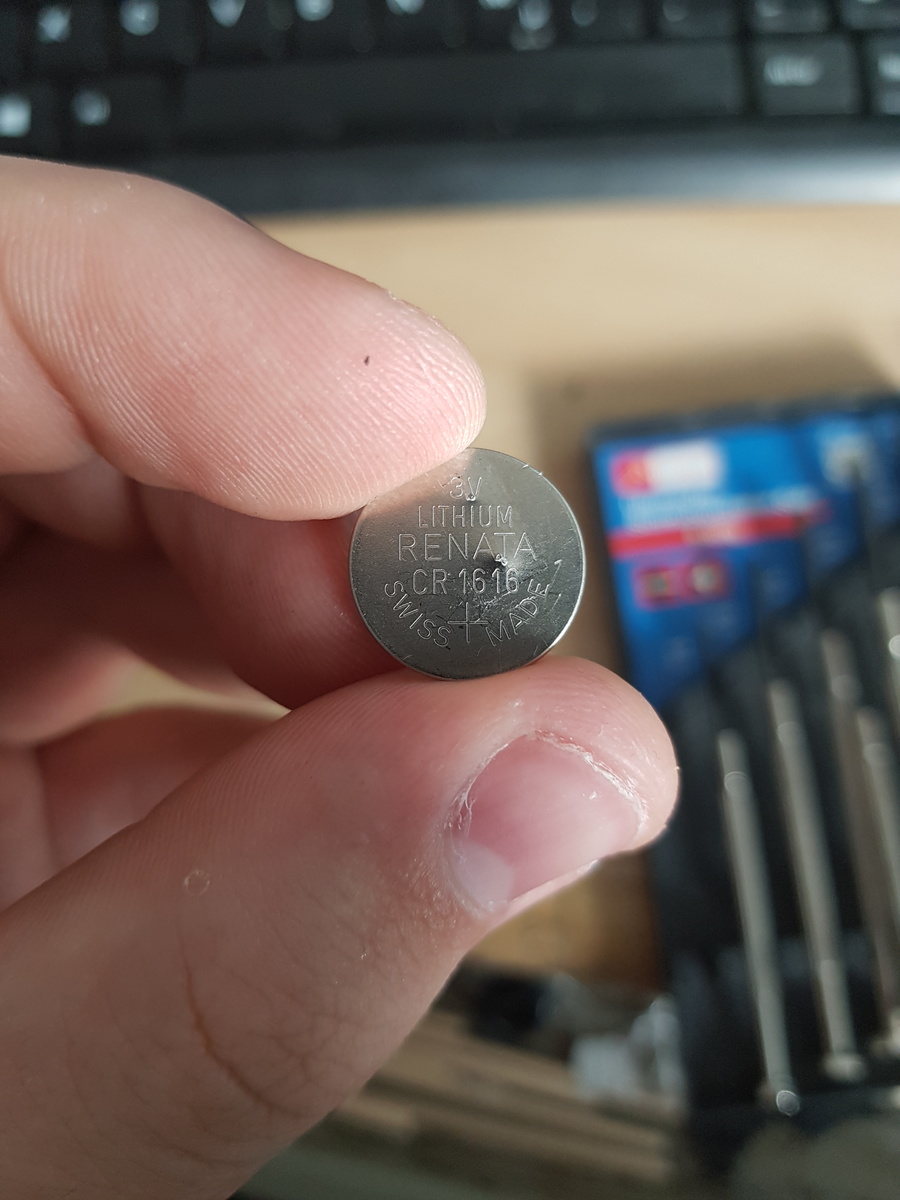 3V
LITHIUM
RENATA
CR 1616
SWISS + MADE